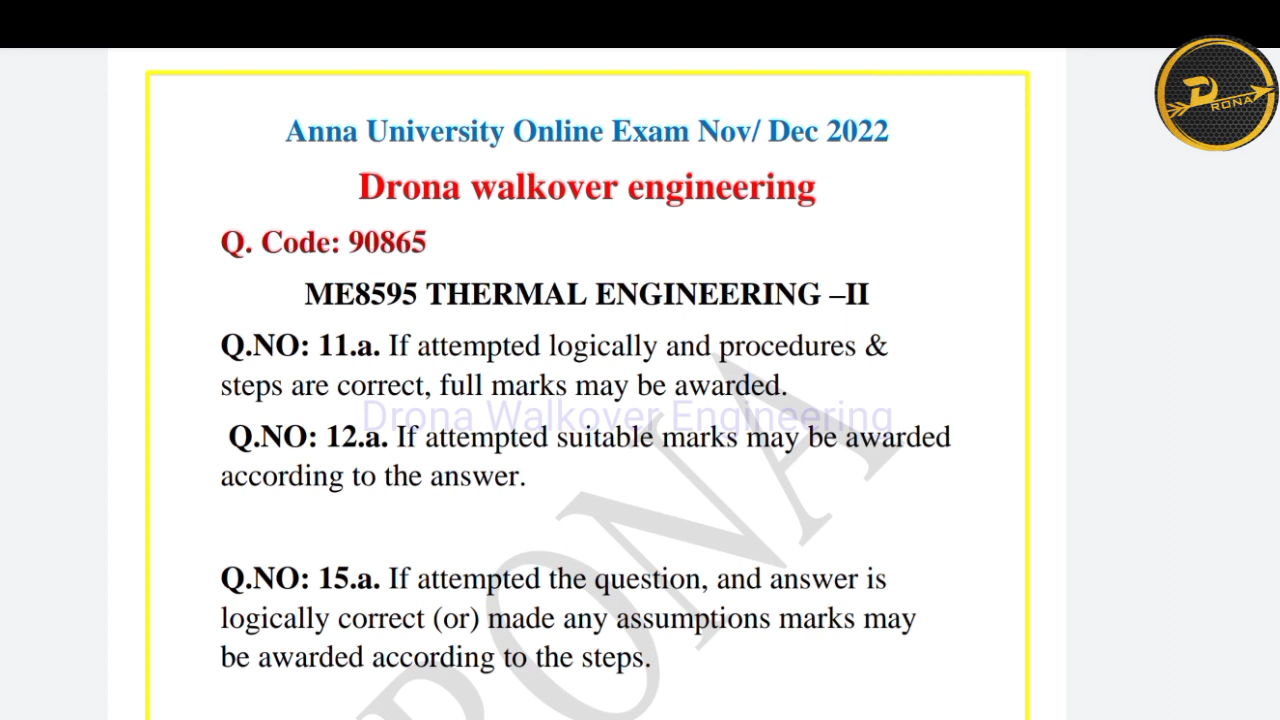 Anna University Online Exam Nov/ Dec 2022
Drona walkover engineering
Q. Code: 90865
ME8595 THERMAL ENGINEERING –II
Q.NO: 11.a. If attempted logically and procedures &
steps are correct, full marks may be awarded.
Drona Walkover Engineering
Q.NO: 12.a. If attempted suitable marks may be awarded
according to the answer.
Q.NO: 15.a. If attempted the question, and answer is
logically correct (or) made any assumptions marks may
be awarded according to the steps.
DRONA
RONA